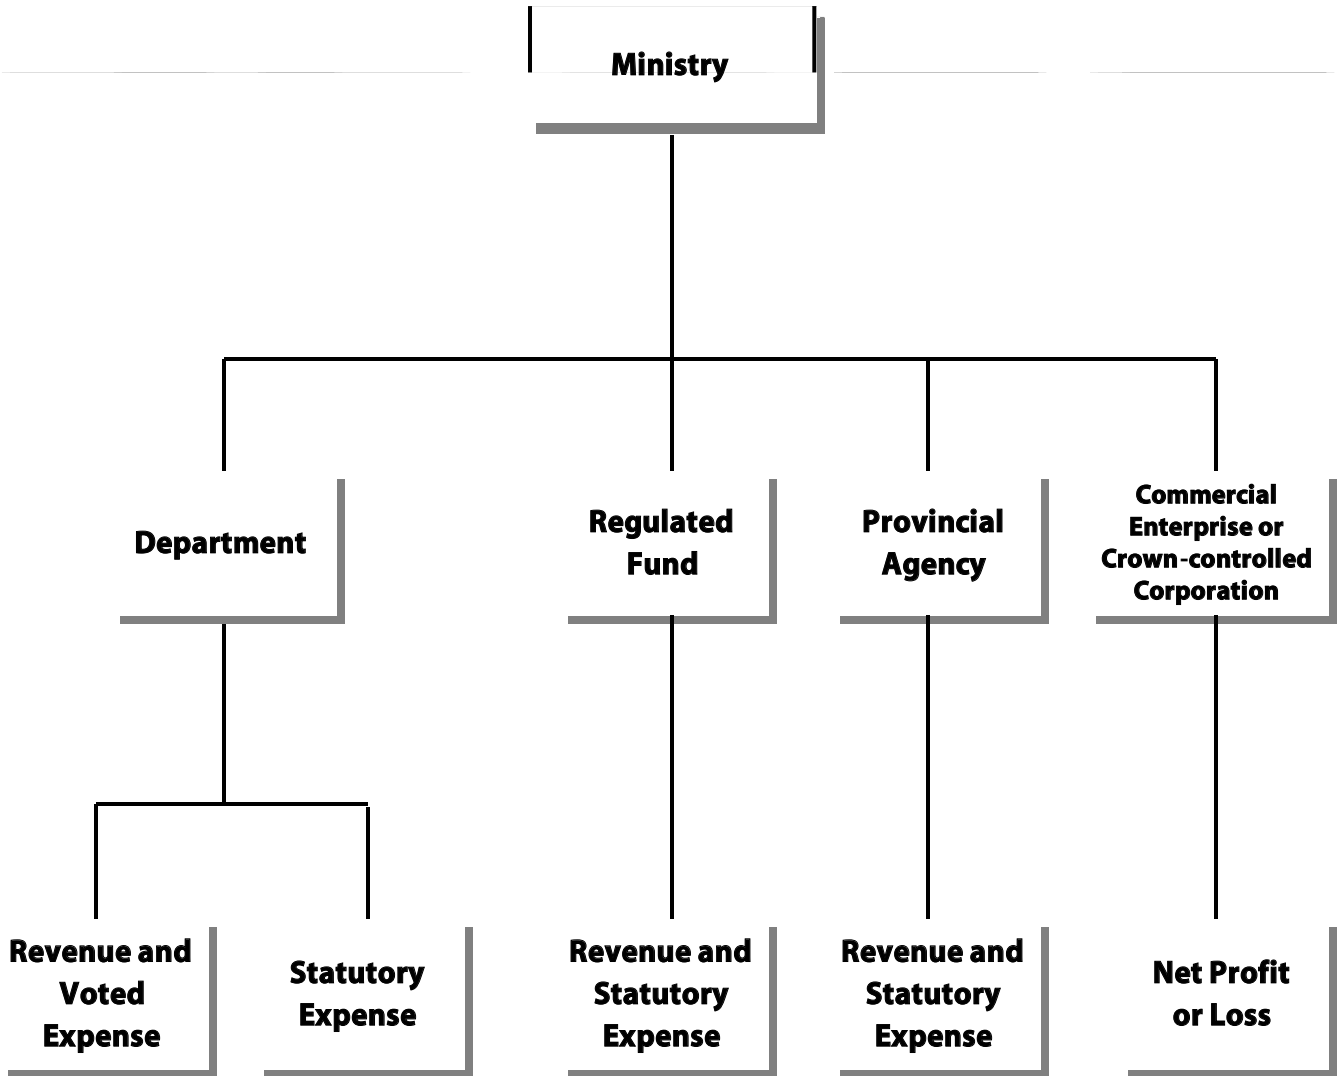 Ministry
Department
Regulated
Fund
Provincial
Agency
Commercial
Enterprise or
Crown-controlled
Corporation
Revenue and
Voted
Expense
Statutory
Expense
Revenue and
Statutory
Expense
Revenue and
Statutory
Expense
Net Profit
or Loss